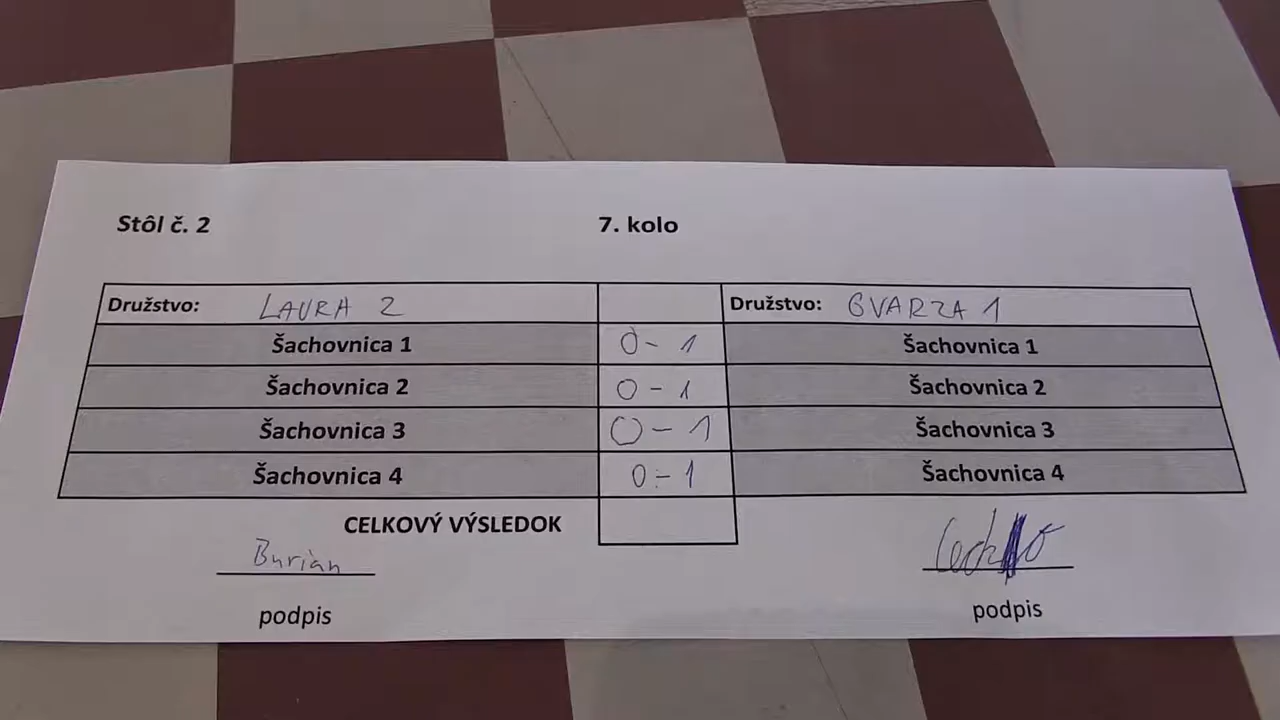 Stôl č. 2 7. kolo
Družstvo: LAURA 2 Družstvo: GVARZA 1
Šachovnica 1 0 - 1 Šachovnica 1
Šachovnica 2 0 - 1 Šachovnica 2
Šachovnica 3 0 - 1 Šachovnica 3
Šachovnica 4 0 - 1 Šachovnica 4
CELKOVÝ VÝSLEDOK
Burian
podpis podpis